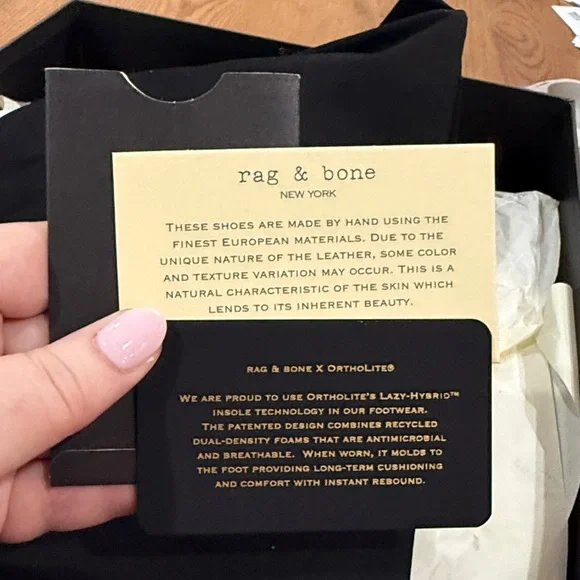 rag & bone
NEW YORK
THESE SHOES ARE MADE BY HAND USING THE
FINEST EUROPEAN MATERIALS. DUE TO THE
UNIQUE NATURE OF THE LEATHER, SOME COLOR
AND TEXTURE VARIATION MAY OCCUR. THIS IS A
NATURAL CHARACTERISTIC OF THE SKIN WHICH
LENDS TO ITS INHERENT BEAUTY.
RAG & BONE X ORTHOLITE®
WE ARE PROUD TO USE ORTHOLITE'S LAZY-HYBRID™
INSOLE TECHNOLOGY IN OUR FOOTWEAR.
THE PATENTED DESIGN COMBINES RECYCLED
DUAL-DENSITY FOAMS THAT ARE ANTIMICROBIAL
AND BREATHABLE. WHEN WORN, IT MOLDS TO
THE FOOT PROVIDING LONG-TERM CUSHIONING
AND COMFORT WITH INSTANT REBOUND.